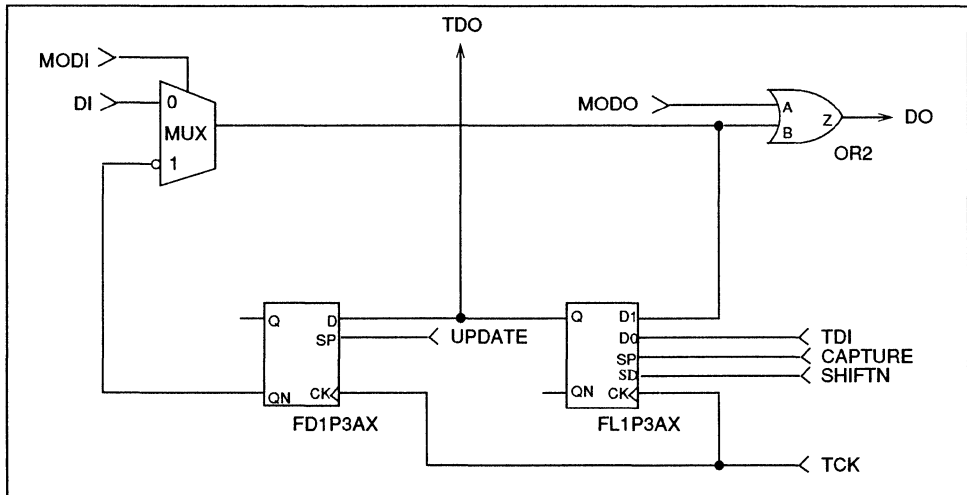 TDO
MODI
DI
0
MUX
1
MODO
A
B
Z
DO
OR2
Q
D
SP
UPDATE
QN
CK
FD1P3AX
Q
D1
D0
TDI
SP
CAPTURE
SD
SHIFTN
QN
CK
FL1P3AX
TCK